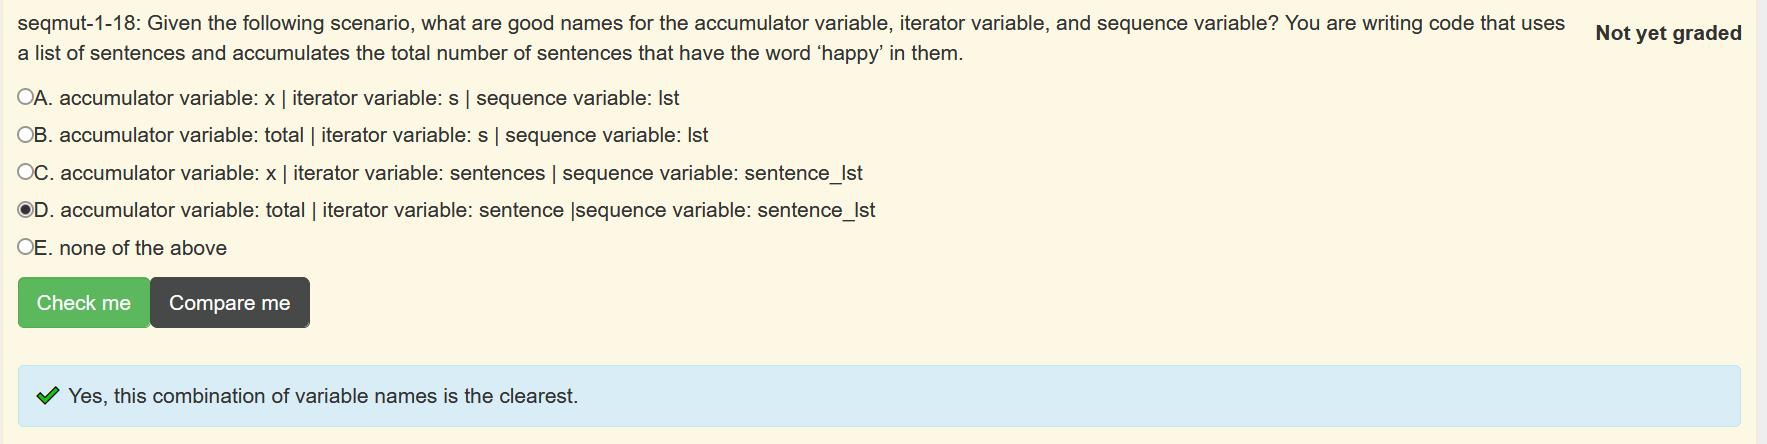 seqmut-1-18: Given the following scenario, what are good names for the accumulator variable, iterator variable, and sequence variable? You are writing code that uses
a list of sentences and accumulates the total number of sentences that have the word ‘happy’ in them.
Not yet graded
A. accumulator variable: x | iterator variable: s | sequence variable: lst
B. accumulator variable: total | iterator variable: s | sequence variable: lst
C. accumulator variable: x | iterator variable: sentences | sequence variable: sentence_lst
D. accumulator variable: total | iterator variable: sentence |sequence variable: sentence_lst
E. none of the above
Check me Compare me
Yes, this combination of variable names is the clearest.